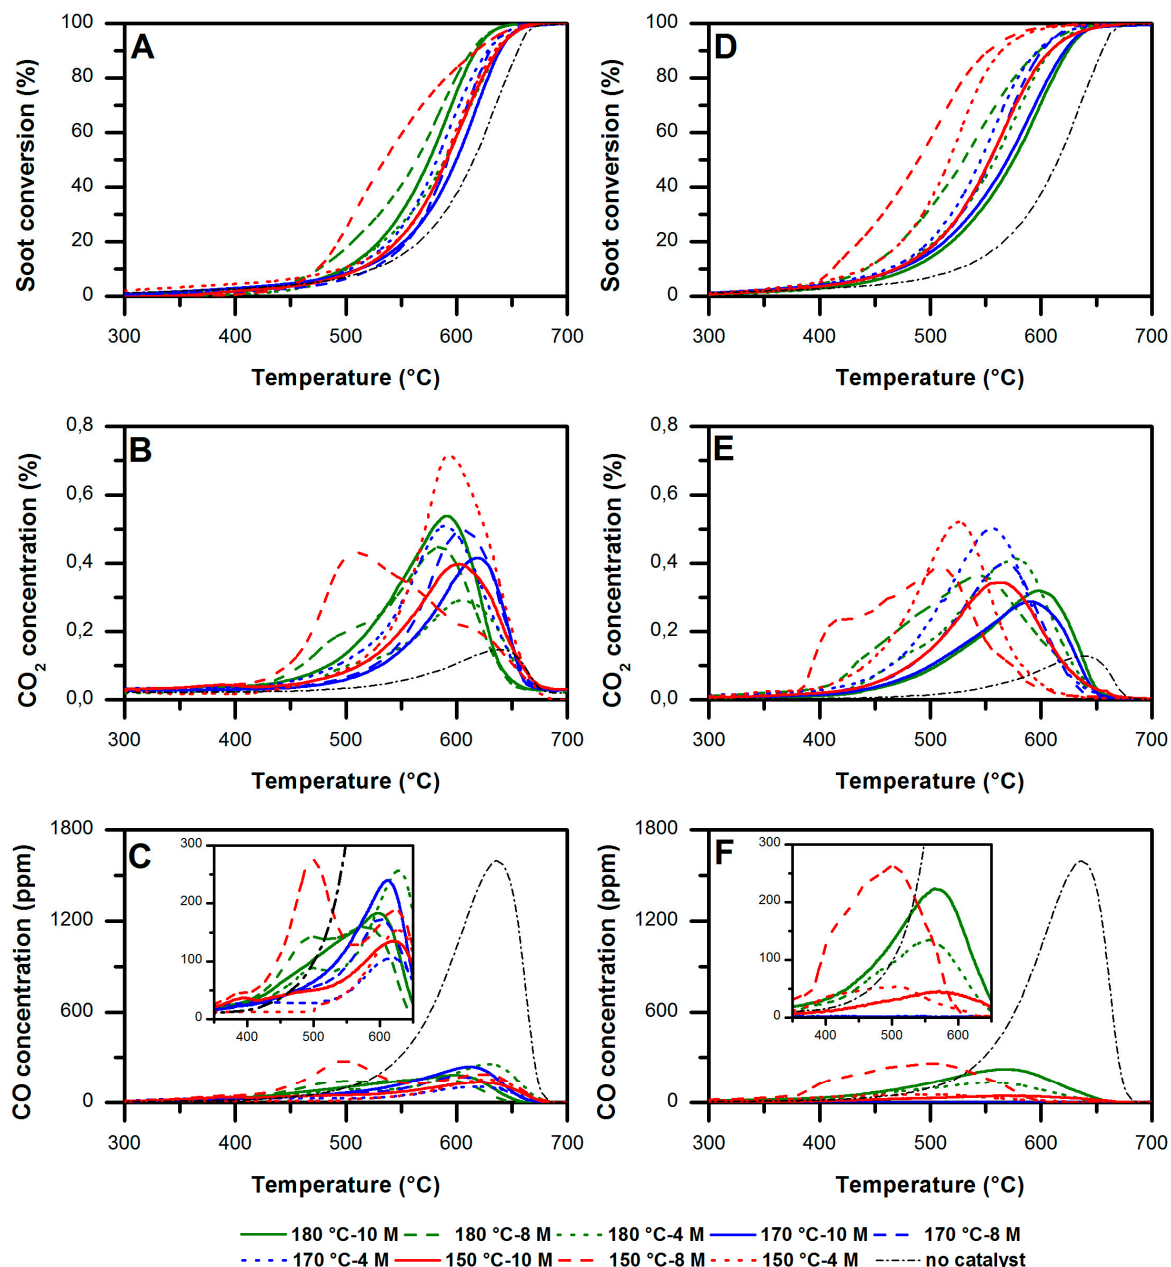 A
Soot conversion (%)
100
80
60
40
20
0
300 400 500 600 700
Temperature (°C)
D
Soot conversion (%)
100
80
60
40
20
0
300 400 500 600 700
Temperature (°C)
B
CO2 concentration (%)
0,8
0,6
0,4
0,2
0,0
300 400 500 600 700
Temperature (°C)
E
CO2 concentration (%)
0,8
0,6
0,4
0,2
0,0
300 400 500 600 700
Temperature (°C)
C
CO concentration (ppm)
1800
1200
600
0
300 400 500 600 700
300
200
100
0
400 500 600
Temperature (°C)
F
CO concentration (ppm)
1800
1200
600
0
300 400 500 600 700
300
200
100
0
400 500 600
Temperature (°C)
180 °C-10 M 180 °C-8 M 180 °C-4 M 170 °C-10 M 170 °C-8 M
170 °C-4 M 150 °C-10 M 150 °C-8 M 150 °C-4 M no catalyst